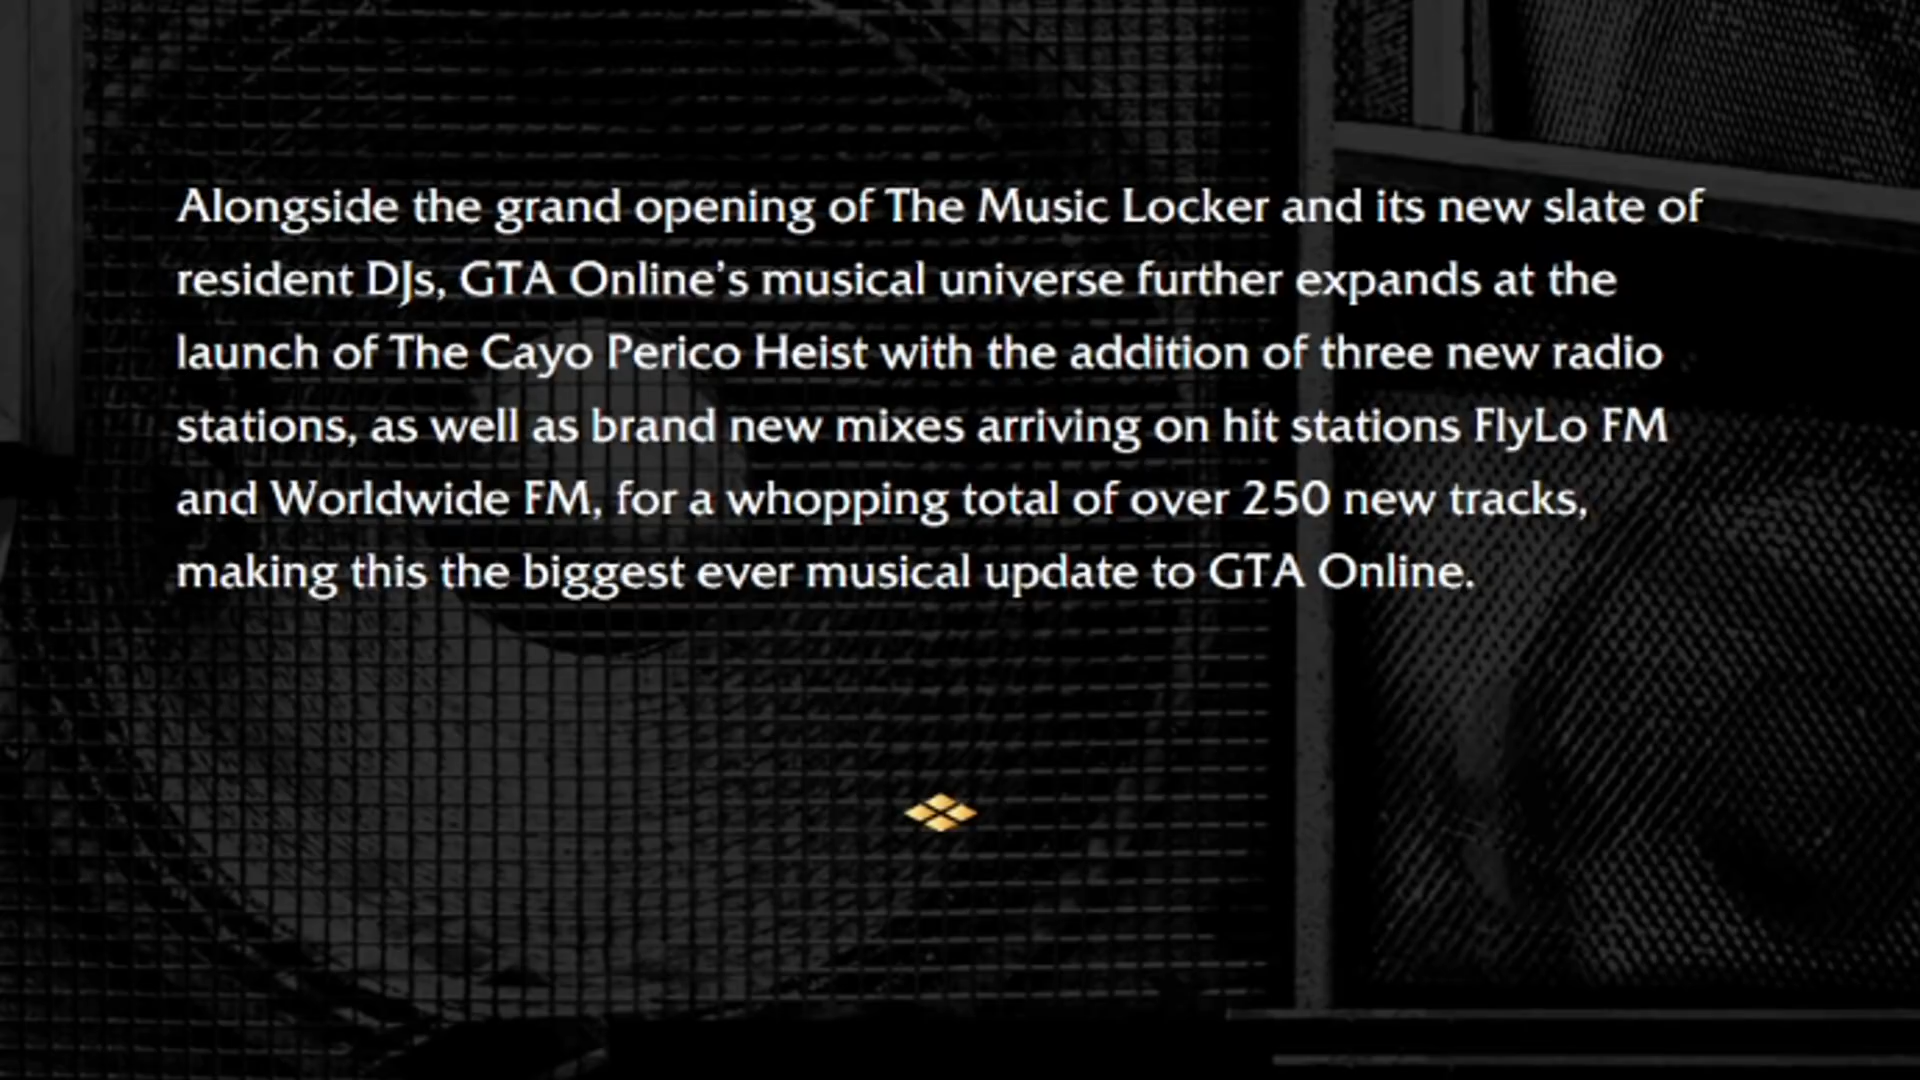 Alongside the grand opening of The Music Locker and its new slate of
resident DJs, GTA Online’s musical universe further expands at the
launch of The Cayo Perico Heist with the addition of three new radio
stations, as well as brand new mixes arriving on hit stations FlyLo FM
and Worldwide FM, for a whopping total of over 250 new tracks,
making this the biggest ever musical update to GTA Online.